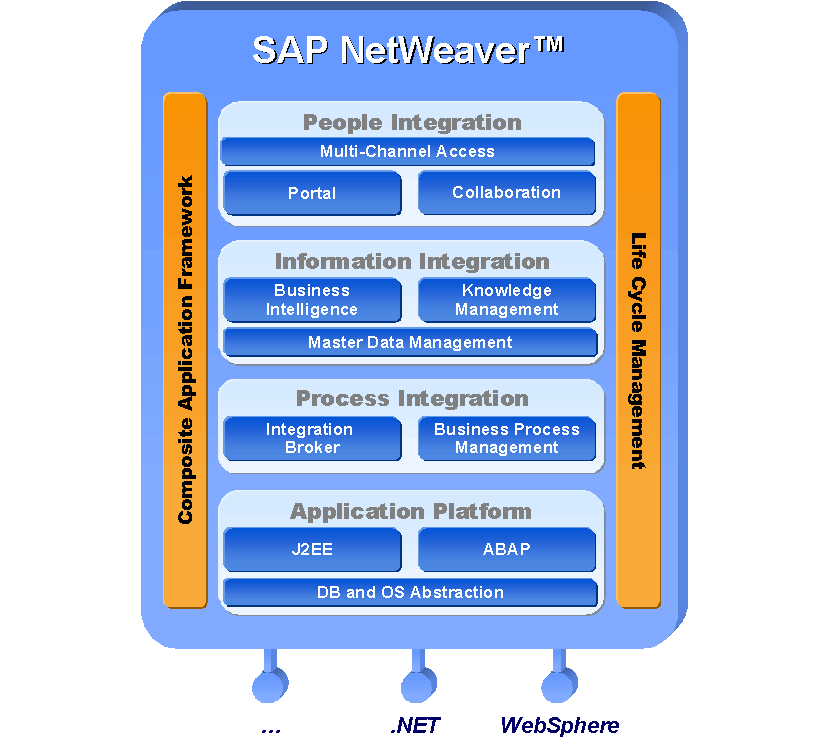 SAP NetWeaver™
Composite Application Framework
People Integration
Multi-Channel Access
Portal
Collaboration
Information Integration
Business
Intelligence
Knowledge
Management
Master Data Management
Process Integration
Integration
Broker
Business Process
Management
Application Platform
J2EE
ABAP
DB and OS Abstraction
Life Cycle Management
...
.NET
WebSphere